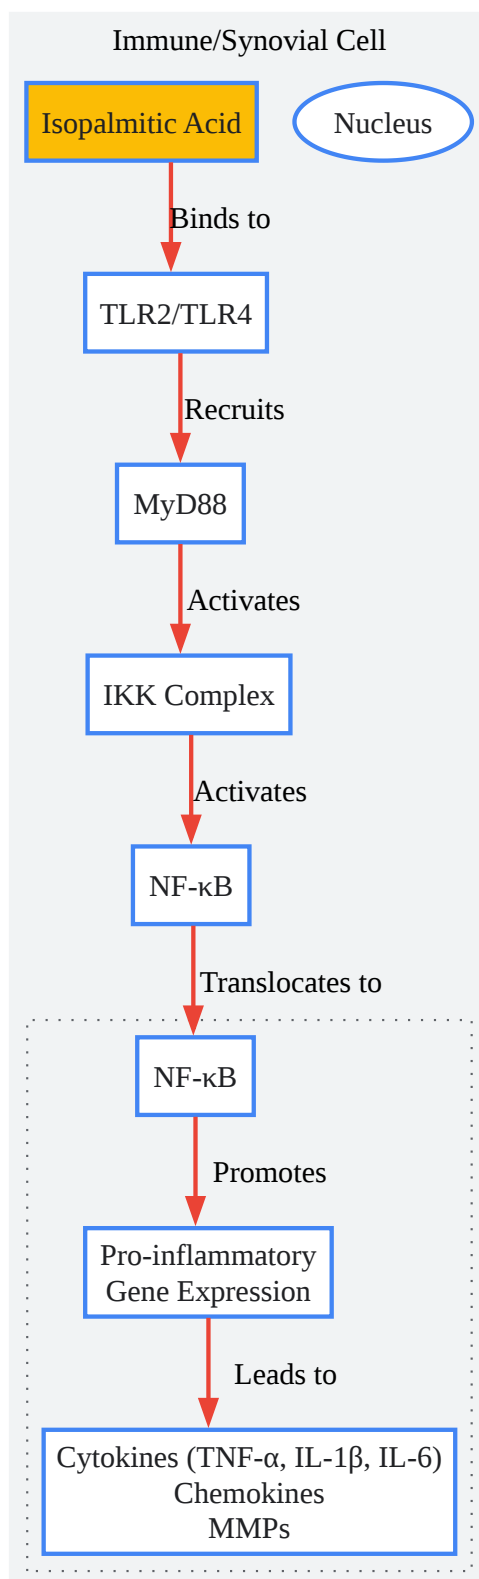 Immune/Synovial Cell
Isopalmitic Acid
Nucleus
Binds to
TLR2/TLR4
Recruits
MyD88
Activates
IKK Complex
Activates
NF-κB
Translocates to
NF-κB
Promotes
Pro-inflammatory
Gene Expression
Leads to
Cytokines (TNF-α, IL-1β, IL-6)
Chemokines
MMPs